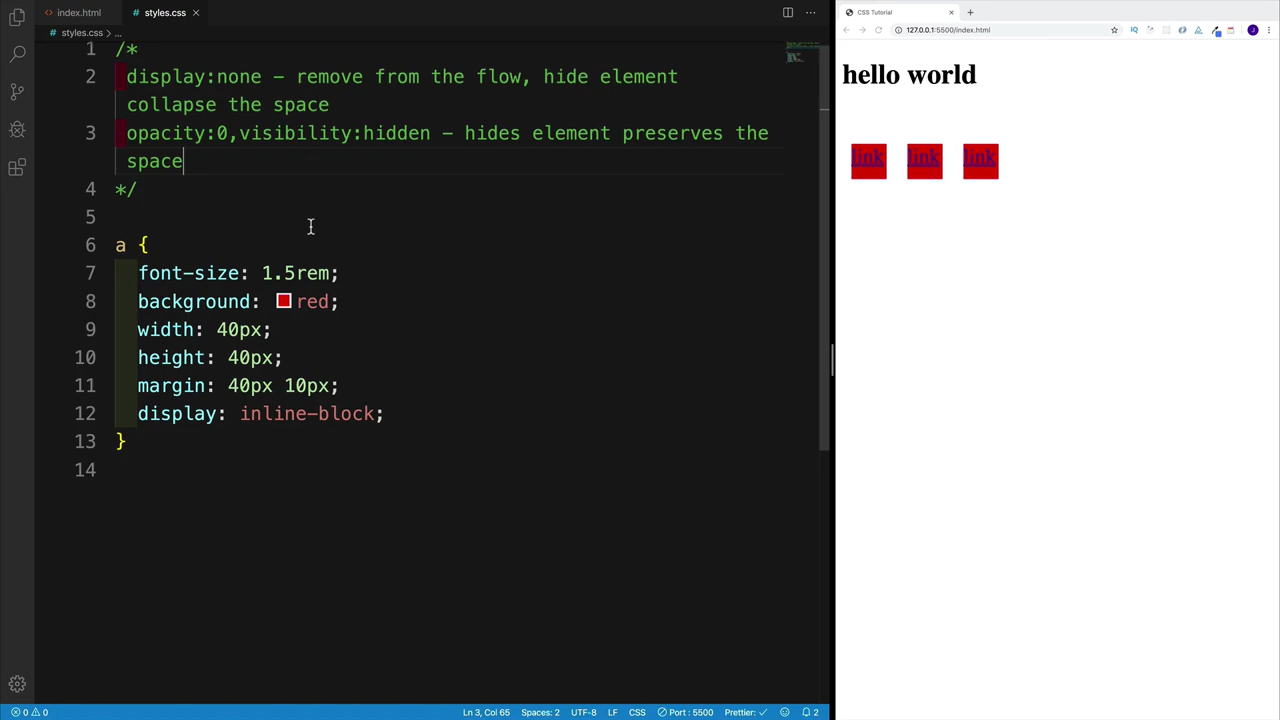 index.html
styles.css
styles.css > ...
1 /*
2 display:none - remove from the flow, hide element
collapse the space
3 opacity:0,visibility:hidden - hides element preserves the
space
4 */
5
6 a {
7 font-size: 1.5rem;
8 background: red;
9 width: 40px;
10 height: 40px;
11 margin: 40px 10px;
12 display: inline-block;
13 }
14
0 0
Ln 3, Col 65
Spaces: 2
UTF-8
LF
CSS
Port : 5500
Prettier:
2
CSS Tutorial
127.0.0.1:5500/index.html
IQ
J
hello world
link link link